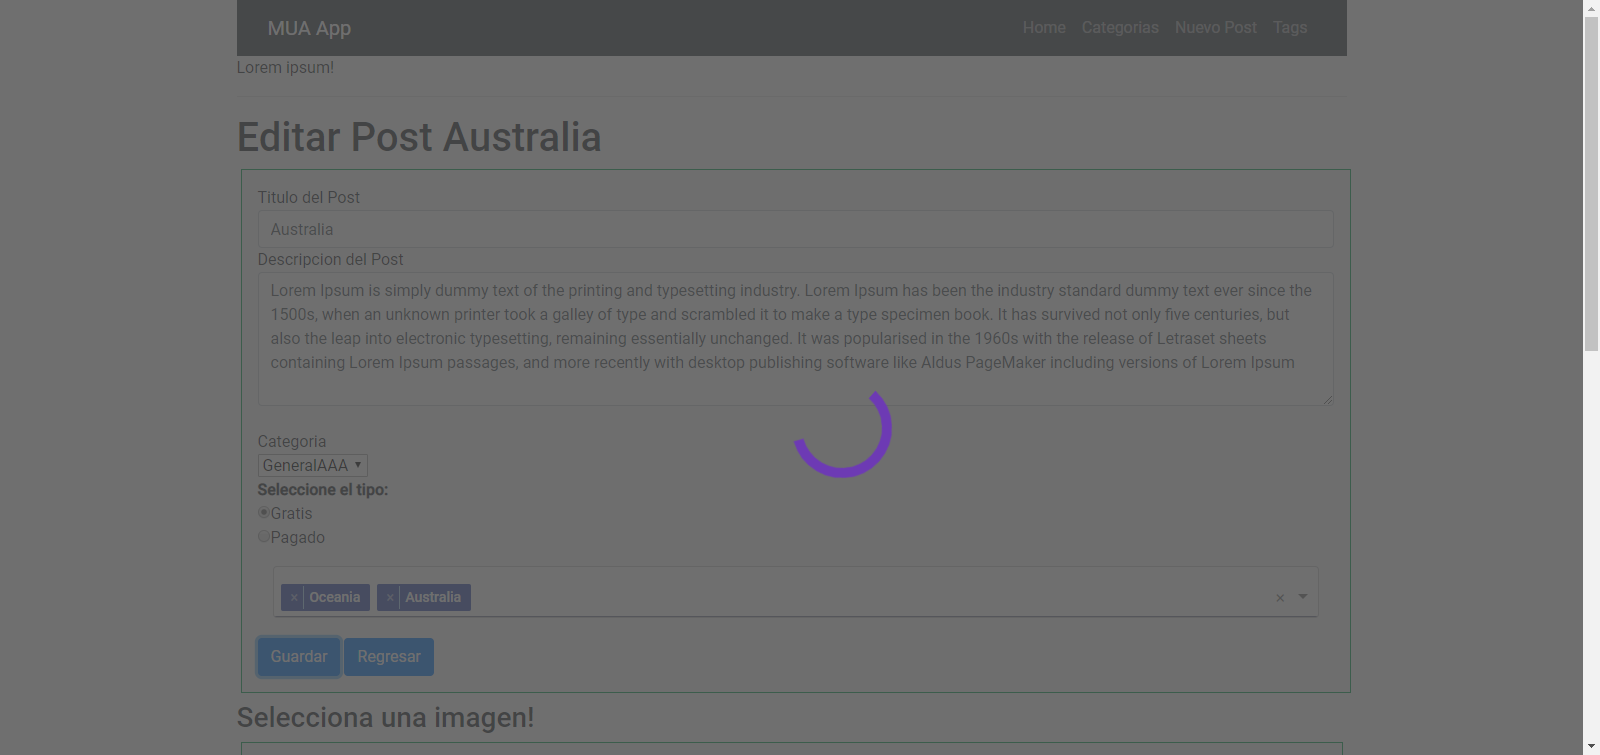 MUA App Home Categorias Nuevo Post Tags
Lorem ipsum!
Editar Post Australia
Titulo del Post
Australia
Descripcion del Post
Lorem Ipsum is simply dummy text of the printing and typesetting industry. Lorem Ipsum has been the industry standard dummy text ever since the
1500s, when an unknown printer took a galley of type and scrambled it to make a type specimen book. It has survived not only five centuries, but
also the leap into electronic typesetting, remaining essentially unchanged. It was popularised in the 1960s with the release of Letraset sheets
containing Lorem Ipsum passages, and more recently with desktop publishing software like Aldus PageMaker including versions of Lorem Ipsum
Categoria
GeneralAAA
Seleccione el tipo:
Gratis
Pagado
× Oceania × Australia ×
Guardar Regresar
Selecciona una imagen!